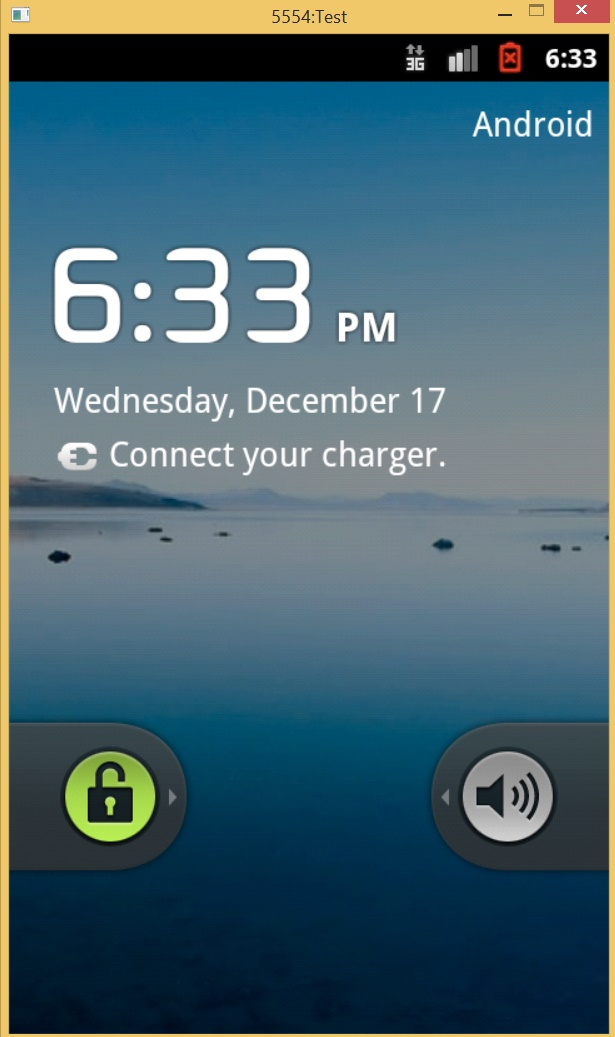 5554:Test
3G 6:33
Android
6:33 PM
Wednesday, December 17
Connect your charger.